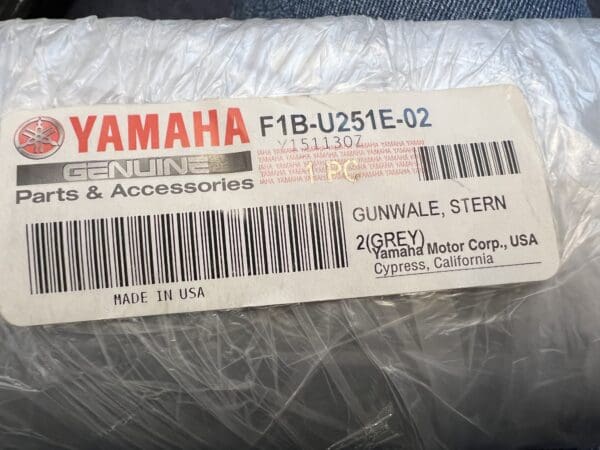 YAMAHA F1B-U251E-02
Y151130Z
GENUINE
1 PC
Parts & Accessories
GUNWALE, STERN
2(GREY)
Yamaha Motor Corp., USA
Cypress, California
MADE IN USA